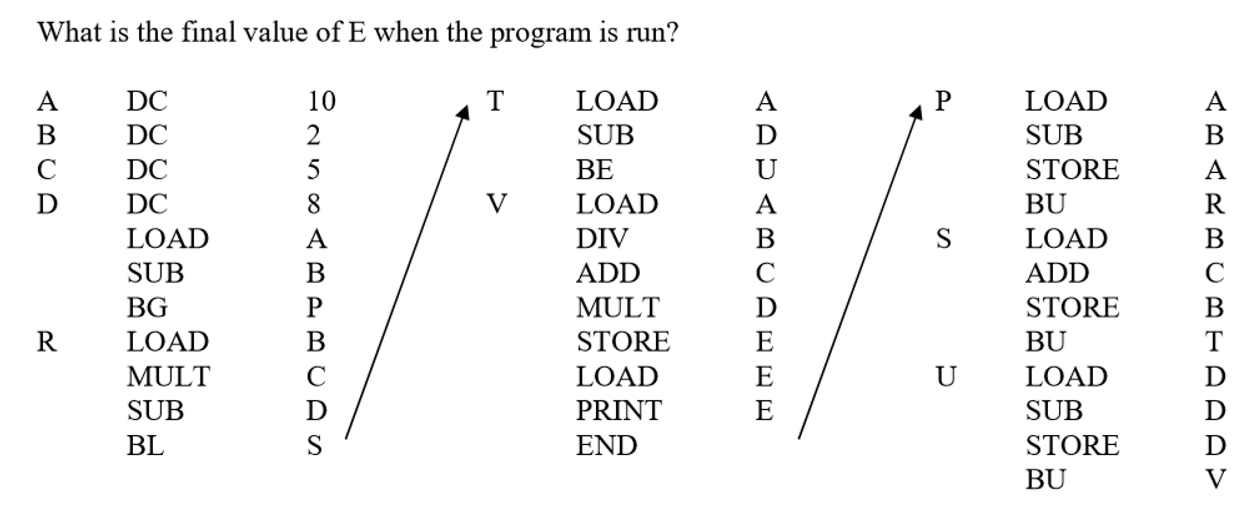 What is the final value of E when the program is run?
A DC 10
B DC 2
C DC 5
D DC 8
LOAD A
SUB B
BG P
R LOAD B
MULT C
SUB D
BL S
T LOAD A
SUB D
BE U
V LOAD A
DIV B
ADD C
MULT D
STORE E
LOAD E
PRINT E
END
P LOAD A
SUB B
STORE A
BU R
S LOAD B
ADD C
STORE B
BU T
U LOAD D
SUB D
STORE D
BU V